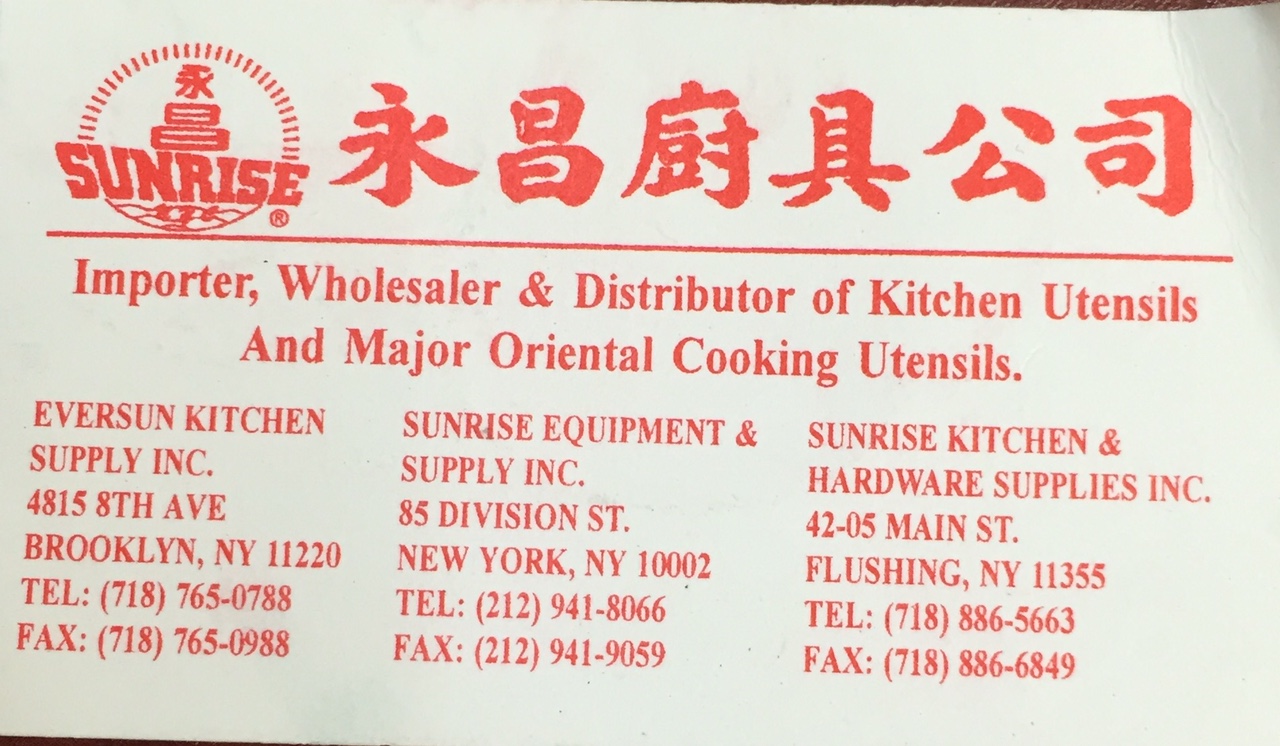 永
昌
SUNRISE
®
永昌廚具公司
Importer, Wholesaler & Distributor of Kitchen Utensils
And Major Oriental Cooking Utensils.
EVERSUN KITCHEN
SUPPLY INC.
4815 8TH AVE
BROOKLYN, NY 11220
TEL: (718) 765-0788
FAX: (718) 765-0988
SUNRISE EQUIPMENT &
SUPPLY INC.
85 DIVISION ST.
NEW YORK, NY 10002
TEL: (212) 941-8066
FAX: (212) 941-9059
SUNRISE KITCHEN &
HARDWARE SUPPLIES INC.
42-05 MAIN ST.
FLUSHING, NY 11355
TEL: (718) 886-5663
FAX: (718) 886-6849